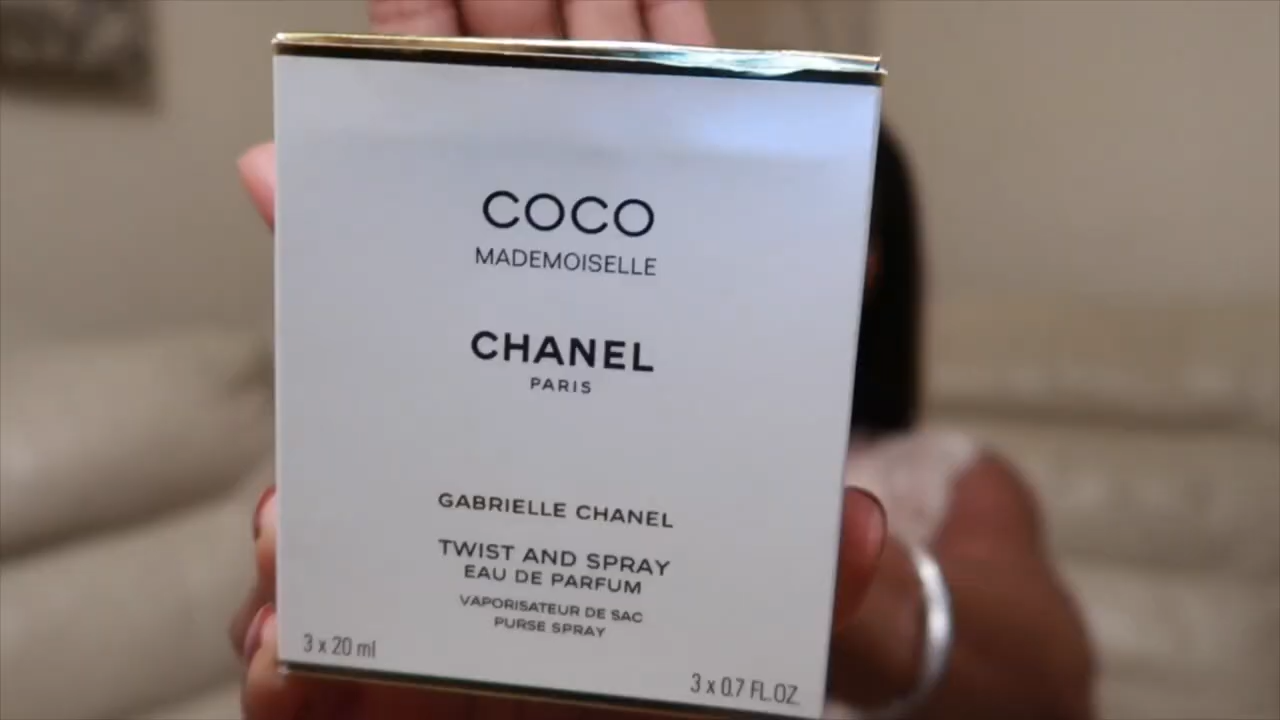 COCO
MADEMOISELLE
CHANEL
PARIS
GABRIELLE CHANEL
TWIST AND SPRAY
EAU DE PARFUM
VAPORISATEUR DE SAC
PURSE SPRAY
3 x 20 ml
3 x 0.7 FL.OZ.